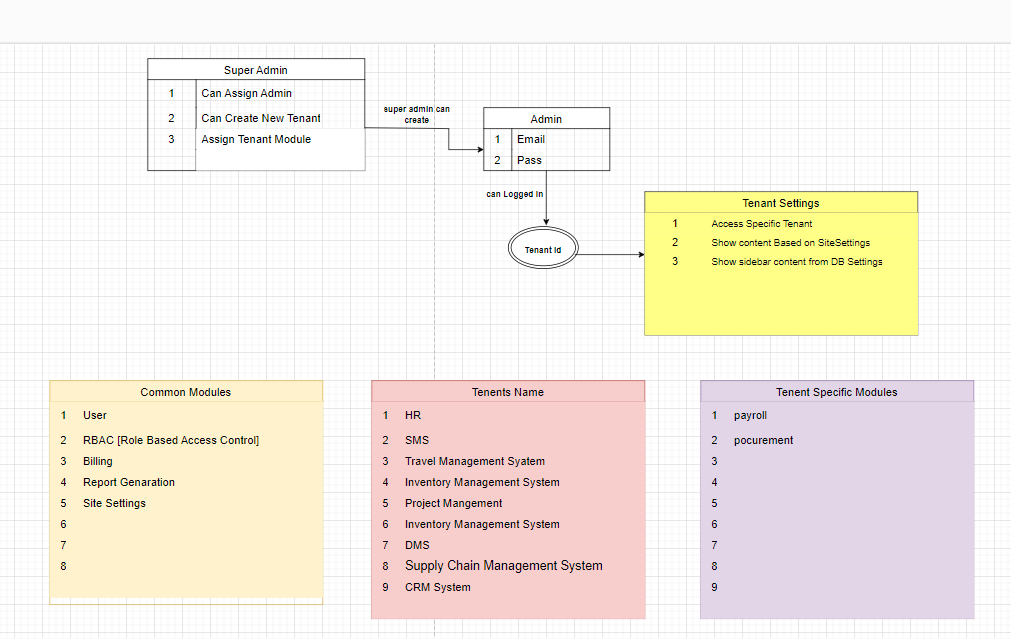 Super Admin
1 Can Assign Admin
2 Can Create New Tenant
3 Assign Tenant Module
super admin can
create
Admin
1 Email
2 Pass
can Logged In
Tenant Id
Tenant Settings
1 Access Specific Tenant
2 Show content Based on SiteSettings
3 Show sidebar content from DB Settings
Common Modules
1 User
2 RBAC [Role Based Access Control]
3 Billing
4 Report Genaration
5 Site Settings
6
7
8
Tenents Name
1 HR
2 SMS
3 Travel Management Syatem
4 Inventory Management System
5 Project Mangement
6 Inventory Management System
7 DMS
8 Supply Chain Management System
9 CRM System
Tenent Specific Modules
1 payroll
2 pocurement
3
4
5
6
7
8
9